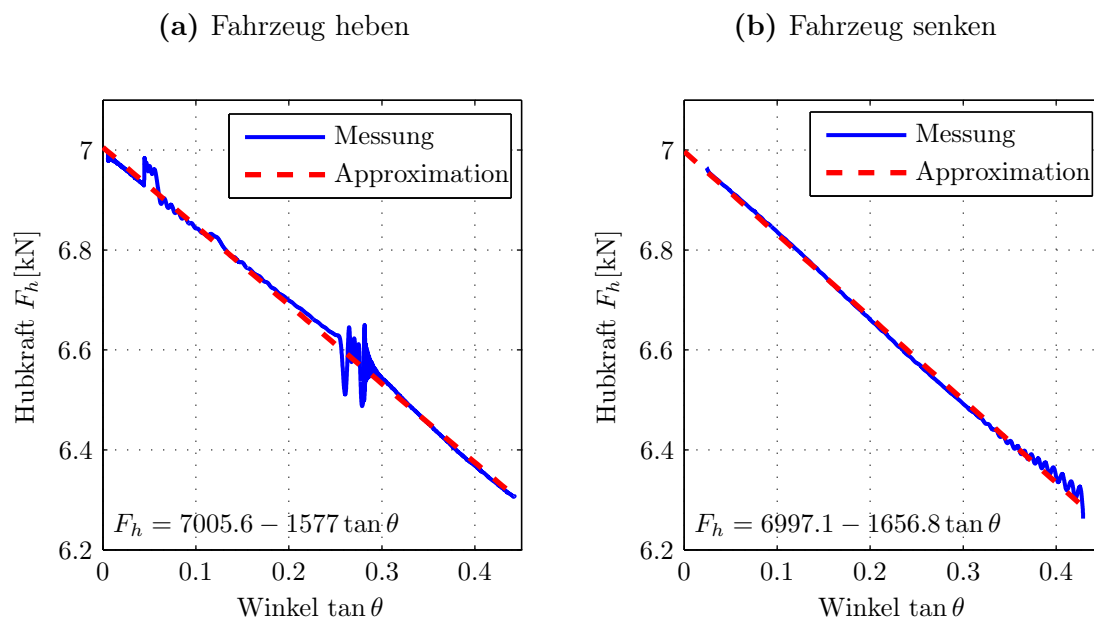 (a) Fahrzeug heben
Messung
Approximation
Hubkraft F_h [kN]
7
6.8
6.6
6.4
6.2
F_h = 7005.6 − 1577 tan θ
0 0.1 0.2 0.3 0.4
Winkel tan θ
(b) Fahrzeug senken
Messung
Approximation
Hubkraft F_h [kN]
7
6.8
6.6
6.4
6.2
F_h = 6997.1 − 1656.8 tan θ
0 0.1 0.2 0.3 0.4
Winkel tan θ